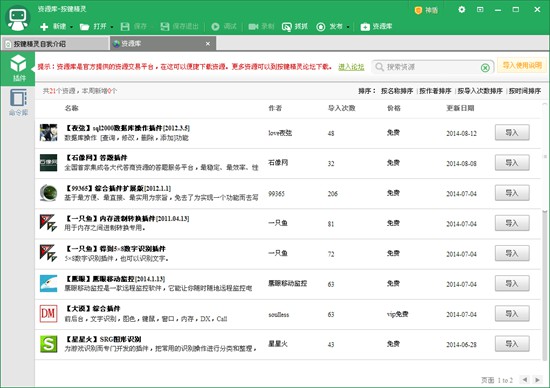 资源库-按键精灵
神盾
新建 打开 保存 保存退出 调试 录制 抓抓 发布 资源库
按键精灵自我介绍 资源库
插件
命令库
提示：资源库是官方提供的资源交易平台，在这可以便捷下载资源。更多资源可以到按键精灵论坛下载。 进入论坛 搜索资源 导入使用说明
共21个资源，本周新增0个 排序： 按名称排序 按作者排序 按导入次数排序 按时间排序
名称 作者 导入次数 价格 更新日期
【夜弦】sql2000数据库操作插件[2012.3.5]
数据库操作 [查询，修改，删除，添加]功能 love夜弦 48 免费 2014-08-12 导入
【石像网】答题插件
全国首家集成各大代答商资源的答题服务平台，是最稳定、最效率、性 石像网 32 免费 2014-08-08 导入
【99365】综合插件扩展版[2012.1.1]
基于最方便、最直接、最实用为宗旨，免去了为实现一个功能而去写 99365 206 免费 2014-07-04 导入
【一只鱼】内存进制转换插件[2011.04.13]
用于内存之间进制转换专用。 一只鱼 81 免费 2014-07-04 导入
【一只鱼】得图5×8数字识别插件
5×8数字识别插件，也可以识别文字。 一只鱼 72 免费 2014-07-04 导入
【鹰眼】鹰眼移动监控[2014.1.13]
鹰眼移动监控是一款远程监控软件，它能让你随时随地远程监控电 鹰眼移动监控 63 免费 2014-07-04 导入
【大漠】综合插件
前后台，文字识别，图色，键鼠，窗口，内存，DX，Call soulless 63 vip免费 2014-07-04 导入
【星星火】SRG图形识别
为游戏识别而专门开发的插件，把常用的识别操作进行分类和整理， 星星火 43 免费 2014-06-28 导入
页面 1 to 2
DM
S